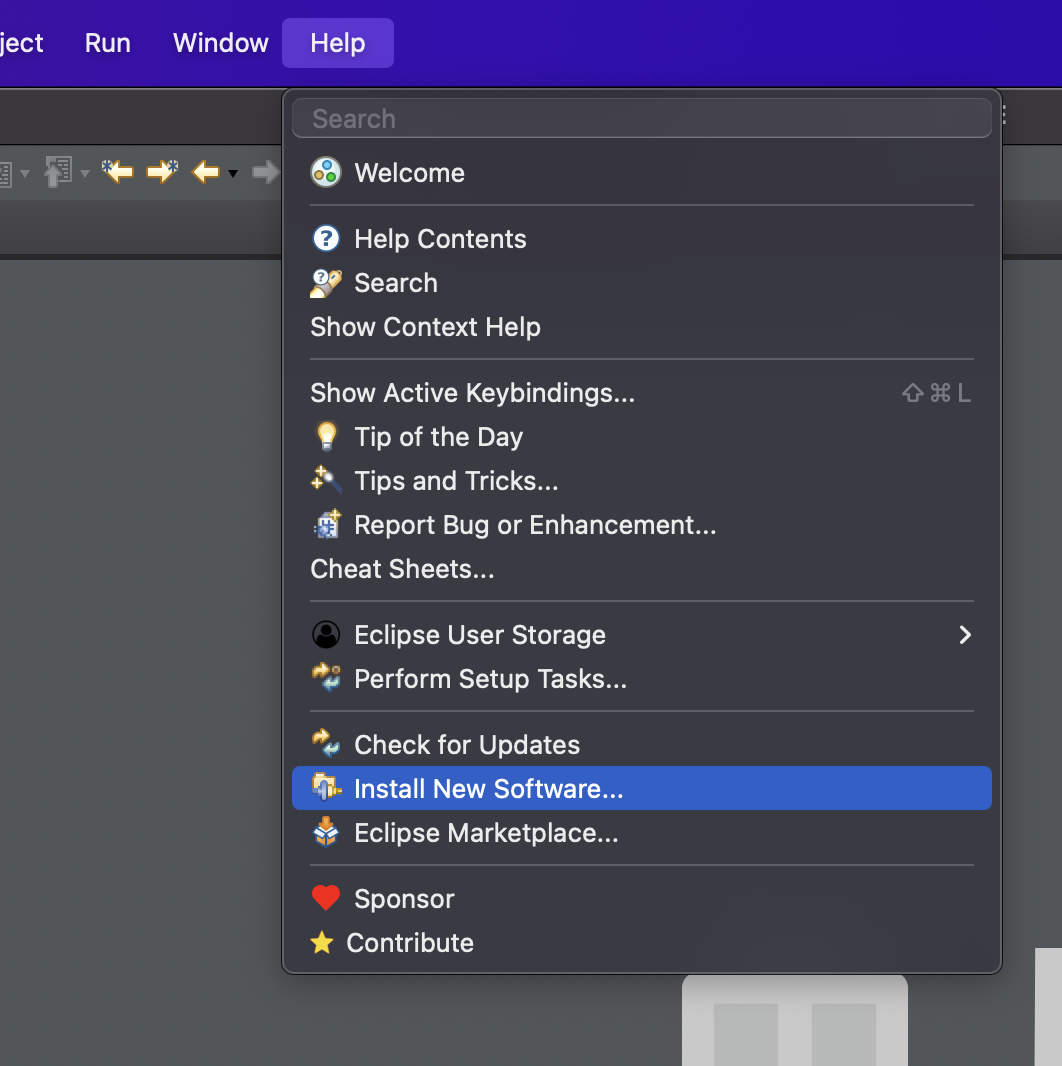 ject Run Window Help
Search
Welcome
Help Contents
Search
Show Context Help
Show Active Keybindings... ⇧⌘L
Tip of the Day
Tips and Tricks...
Report Bug or Enhancement...
Cheat Sheets...
Eclipse User Storage
Perform Setup Tasks...
Check for Updates
Install New Software...
Eclipse Marketplace...
Sponsor
Contribute